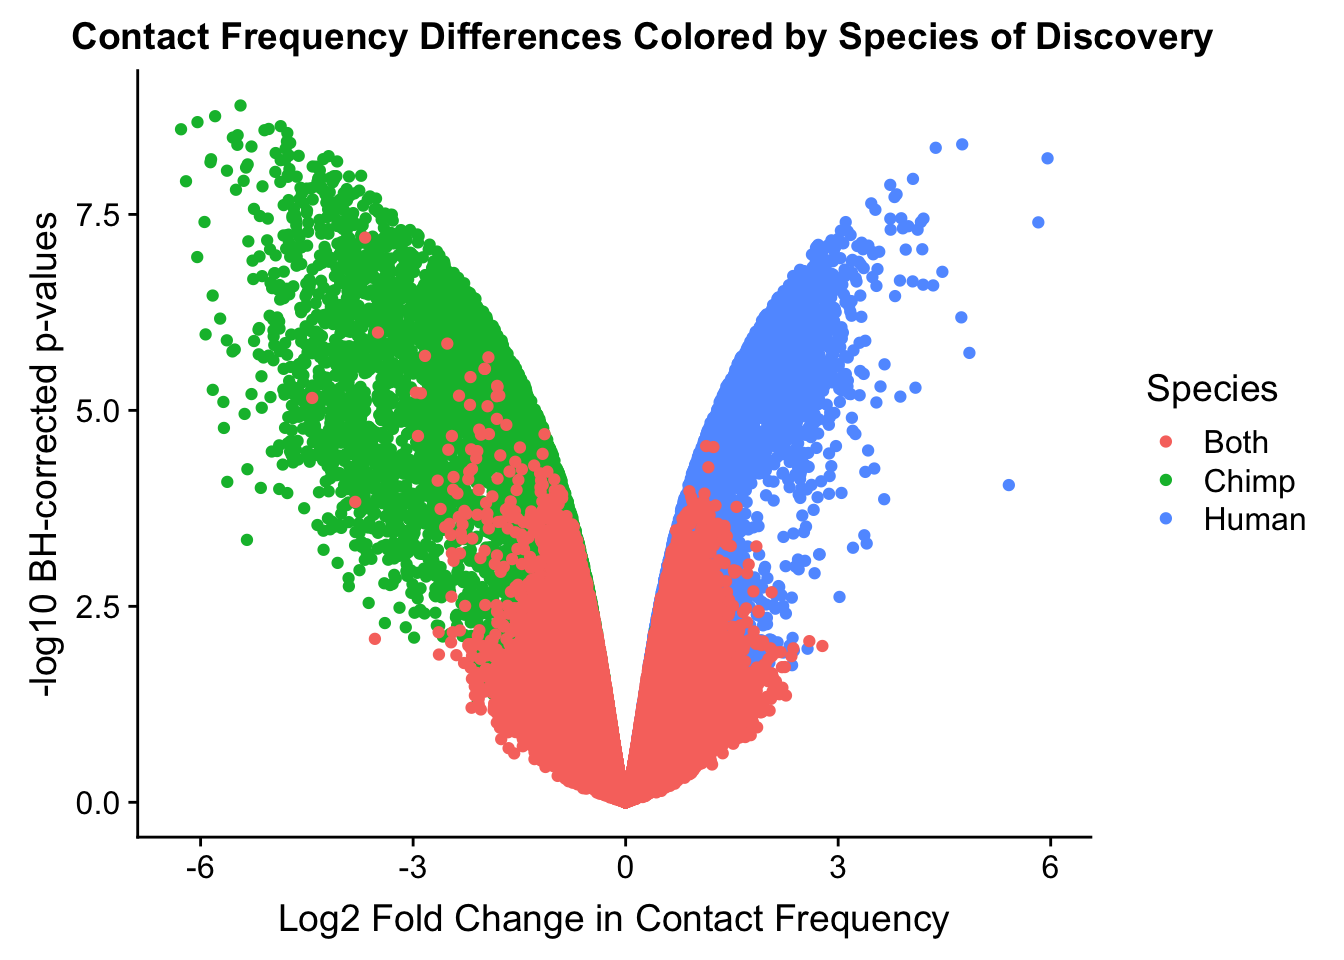 Contact Frequency Differences Colored by Species of Discovery
-log10 BH-corrected p-values
7.5
5.0
2.5
0.0
-6
-3
0
3
6
Log2 Fold Change in Contact Frequency
Species
Both
Chimp
Human